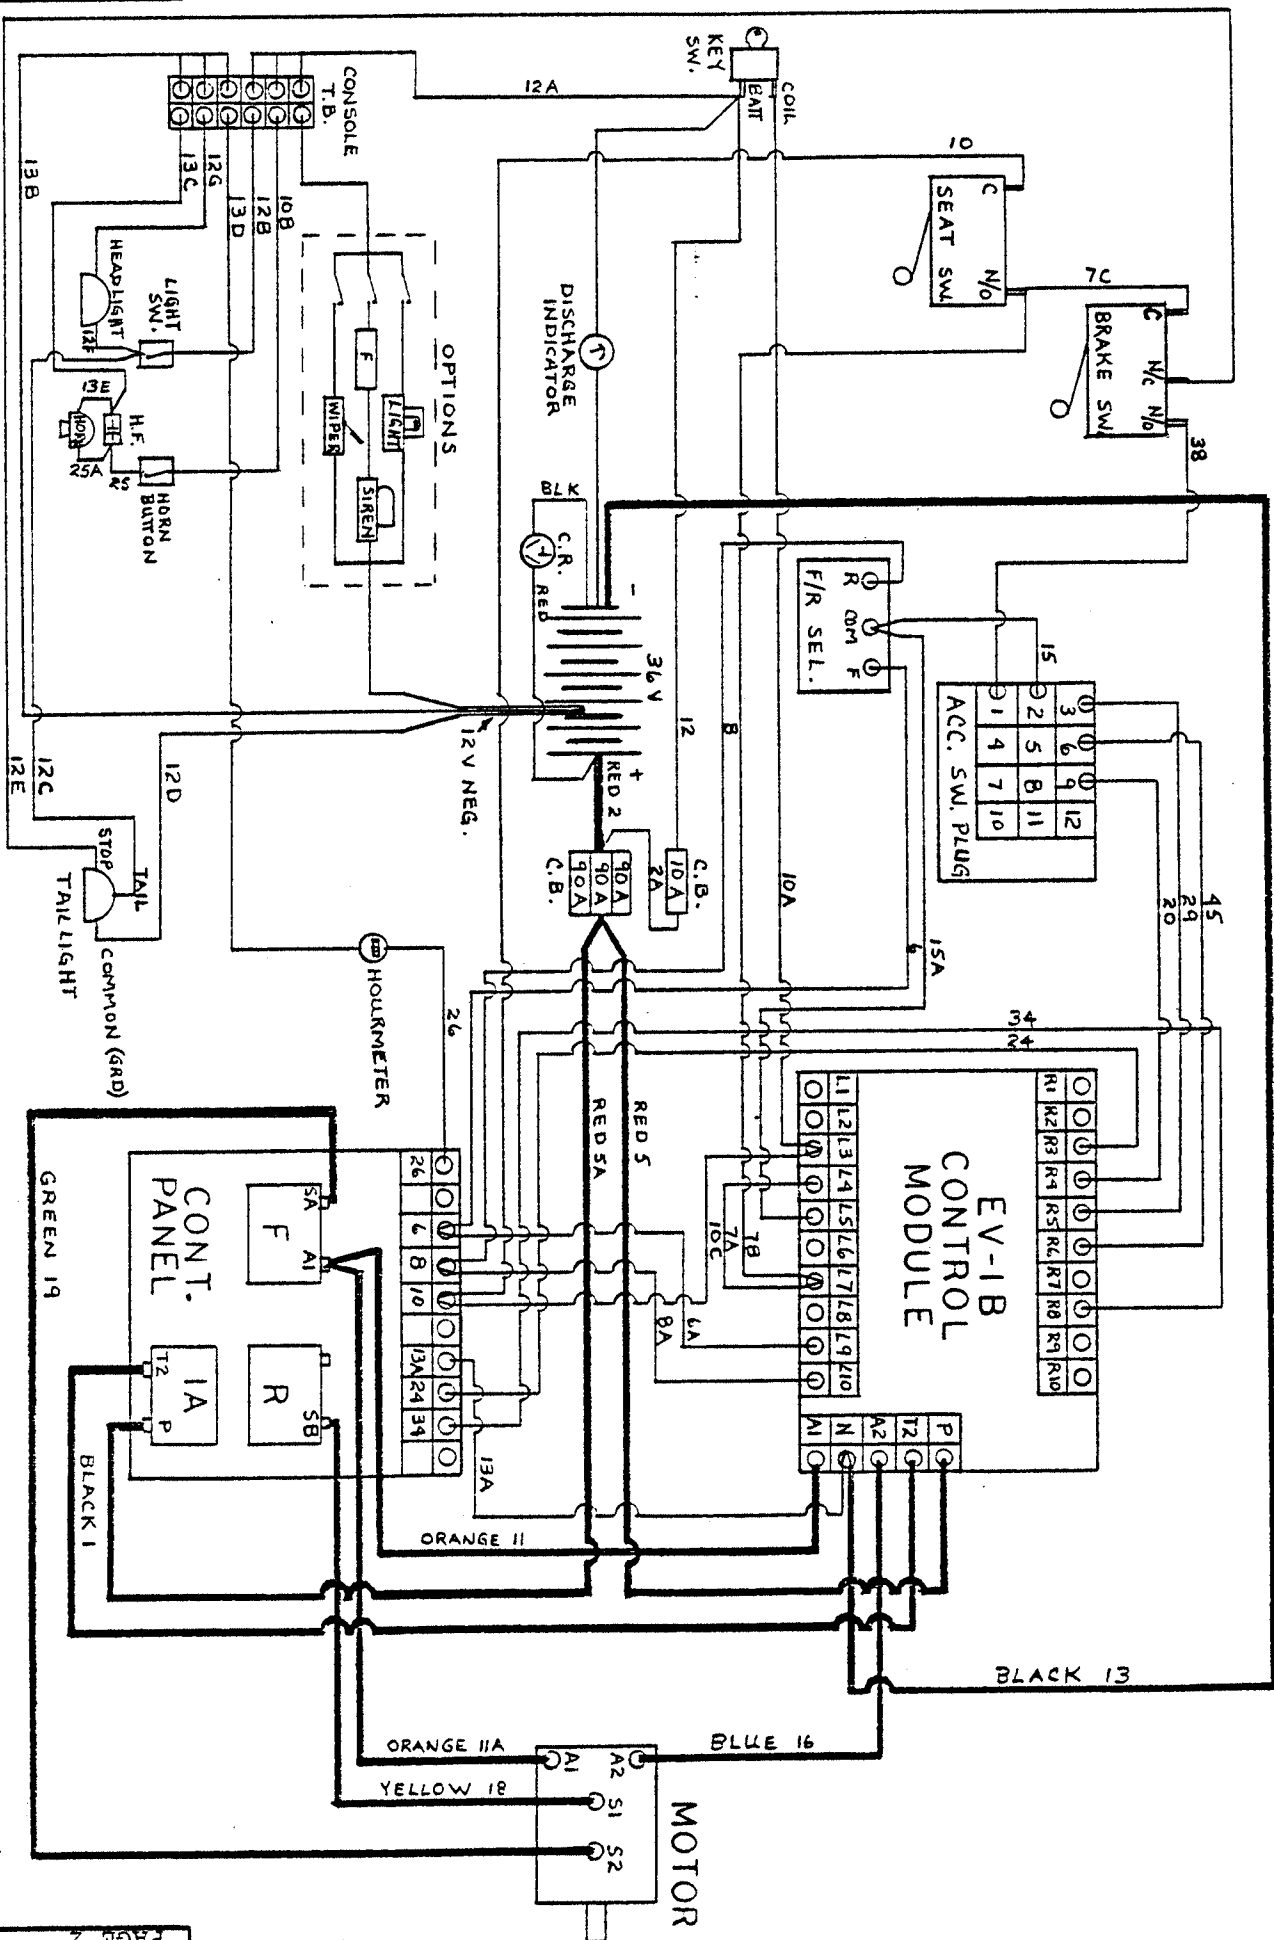 KEY
SW.
COIL
BATT
12A
CONSOLE
T.B.
10
C
SEAT SW.
N/O
7C
C
N/C
N/O
BRAKE SW.
38
13B
13C
12G
13D
12B
10B
HEADLIGHT
LIGHT
SW.
12F
13E
HORN
H.F.
25A
25
HORN
BUTTON
OPTIONS
F
LIGHT
WIPER
SIREN
DISCHARGE
INDICATOR
BLK
C.R.
RED
-
36V
+
12 V NEG.
RED 2
12
8
C.B.
10A
2A
90A
90A
90A
C.B.
F/R SEL.
R
COM
F
15
ACC. SW. PLUG
3
6
9
12
2
5
8
11
1
4
7
10
45
29
20
10A
6
15A
34
24
12E
12C
12D
STOP
TAIL
TAILLIGHT
COMMON (GRD)
HOURMETER
26
RED 5
RED 5A
EV-1B
CONTROL
MODULE
R1
R2
R3
R4
R5
R6
R7
R8
R9
R10
L1
L2
L3
L4
L5
L6
L7
L8
L9
L10
A1
N
A2
T2
P
7B
7A
10C
6A
8A
CONT.
PANEL
26
6
8
10
13A
24
34
SA
F
A1
R
SB
T2
1A
P
13A
GREEN 19
BLACK 1
ORANGE 11
BLACK 13
ORANGE 11A
BLUE 16
YELLOW 18
A1
A2
S1
S2
MOTOR
PAGE 2